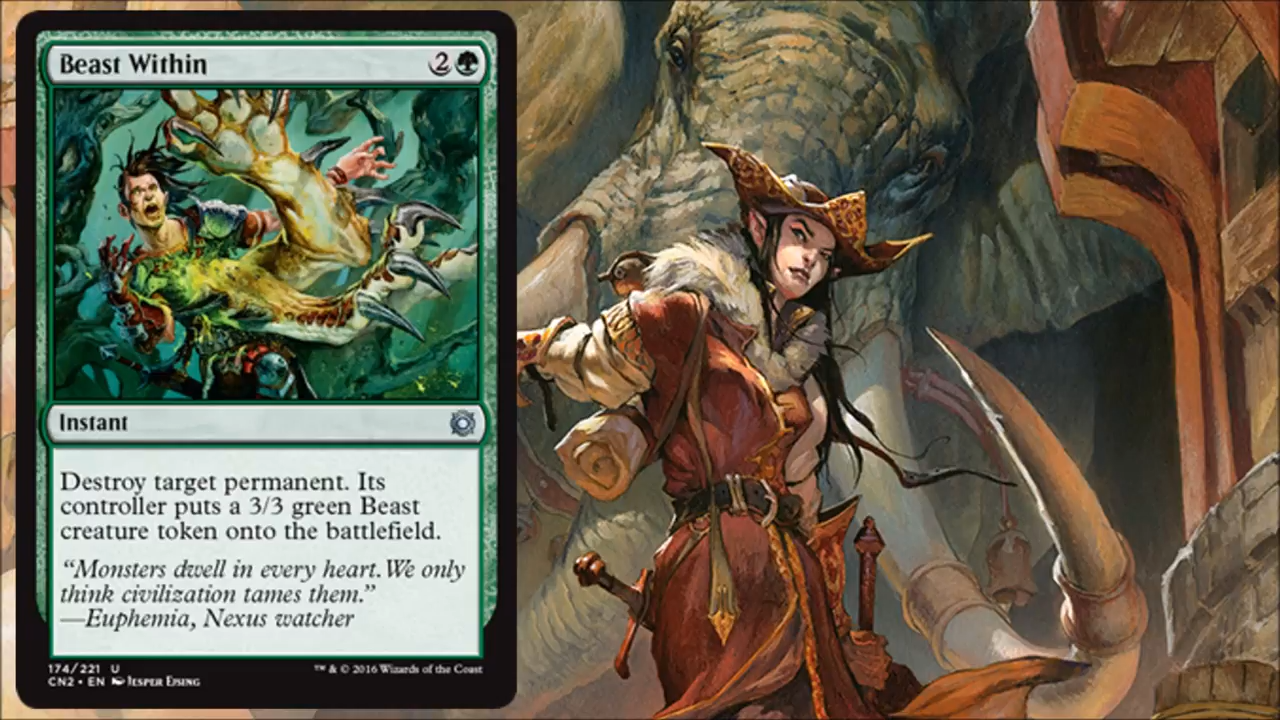 Beast Within 2
Instant
Destroy target permanent. Its
controller puts a 3/3 green Beast
creature token onto the battlefield.
“Monsters dwell in every heart. We only
think civilization tames them.”
—Euphemia, Nexus watcher
174/221 U
™ & © 2016 Wizards of the Coast
CN2 • EN Jesper Ejsing